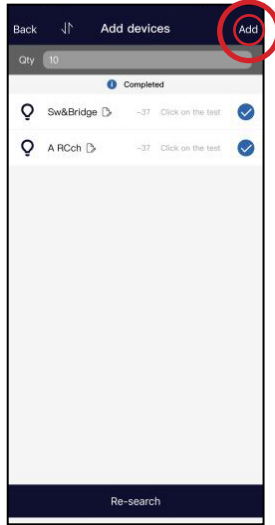 Back Add devices Add
Qty 10
Completed
Sw&Bridge -37 Click on the test
A RCch -37 Click on the test
Re-search